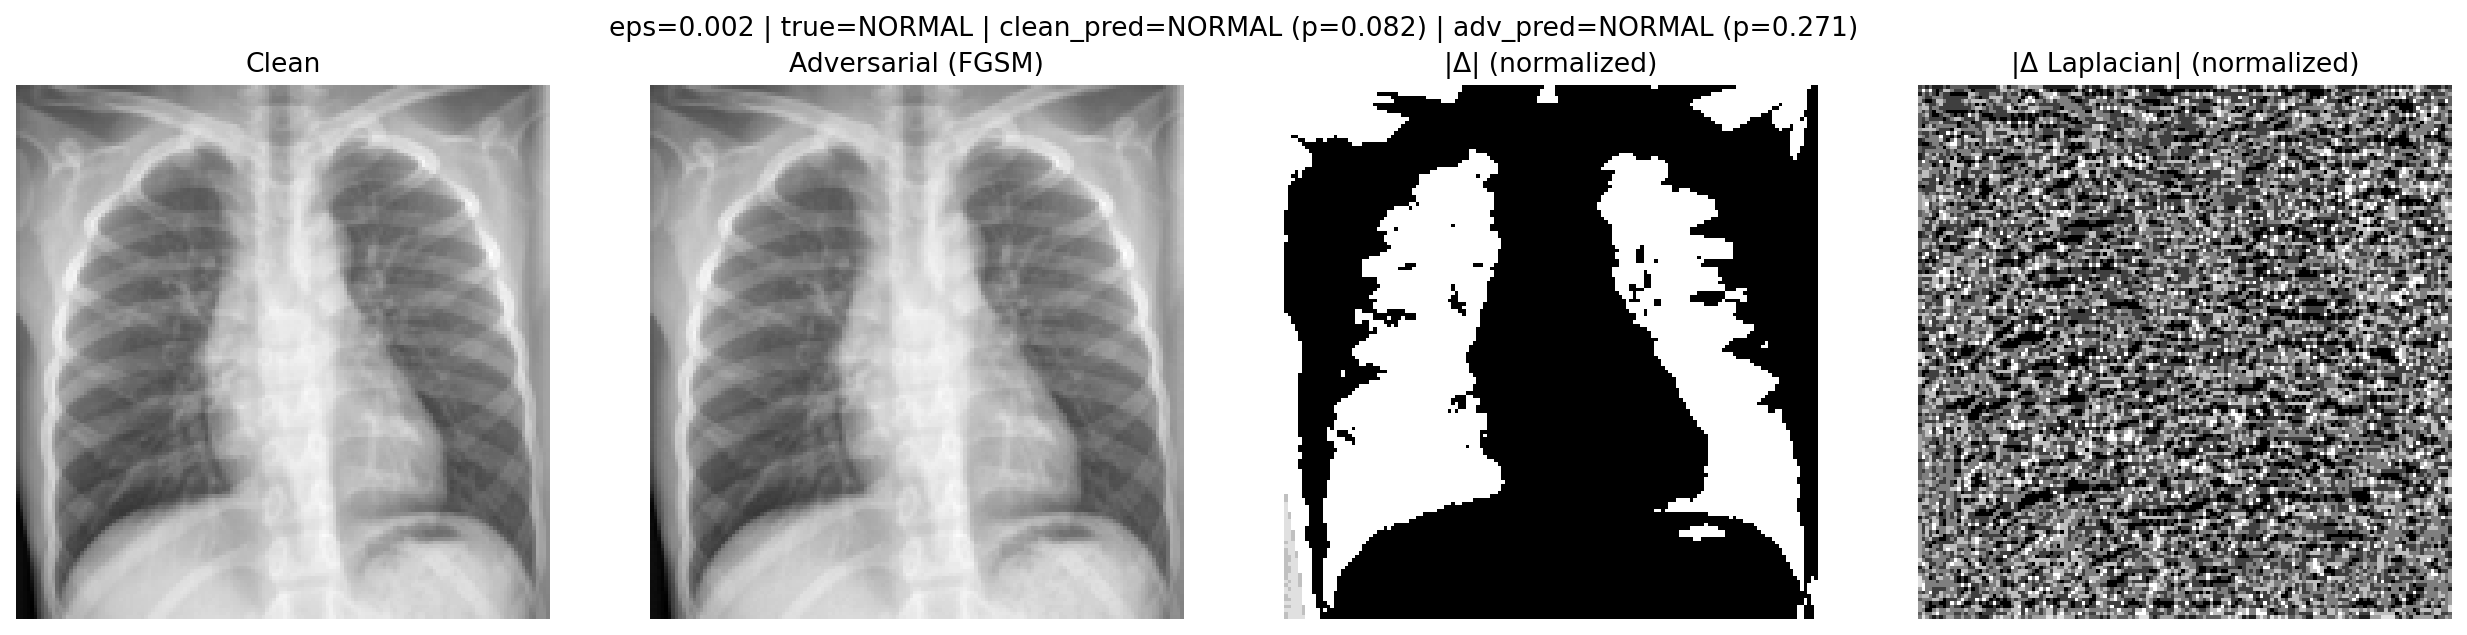 eps=0.002 | true=NORMAL | clean_pred=NORMAL (p=0.082) | adv_pred=NORMAL (p=0.271)
Clean
Adversarial (FGSM)
|Δ| (normalized)
|Δ Laplacian| (normalized)